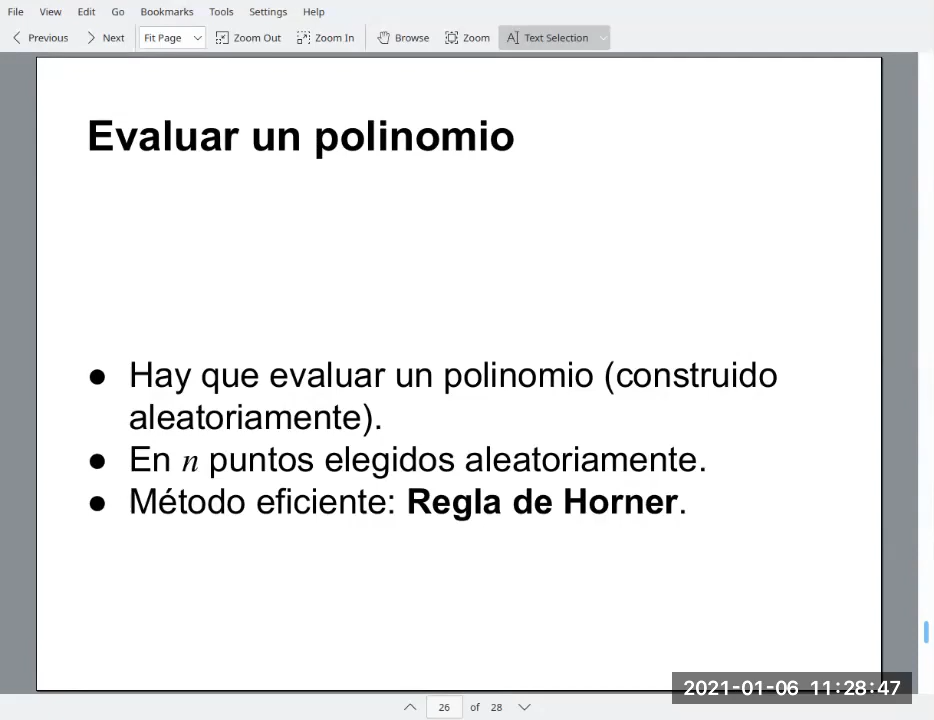 File View Edit Go Bookmarks Tools Settings Help
Previous Next Fit Page Zoom Out Zoom In Browse Zoom Text Selection
Evaluar un polinomio
● Hay que evaluar un polinomio (construido
aleatoriamente).
● En n puntos elegidos aleatoriamente.
● Método eficiente: Regla de Horner.
2021-01-06 11:28:47
26 of 28